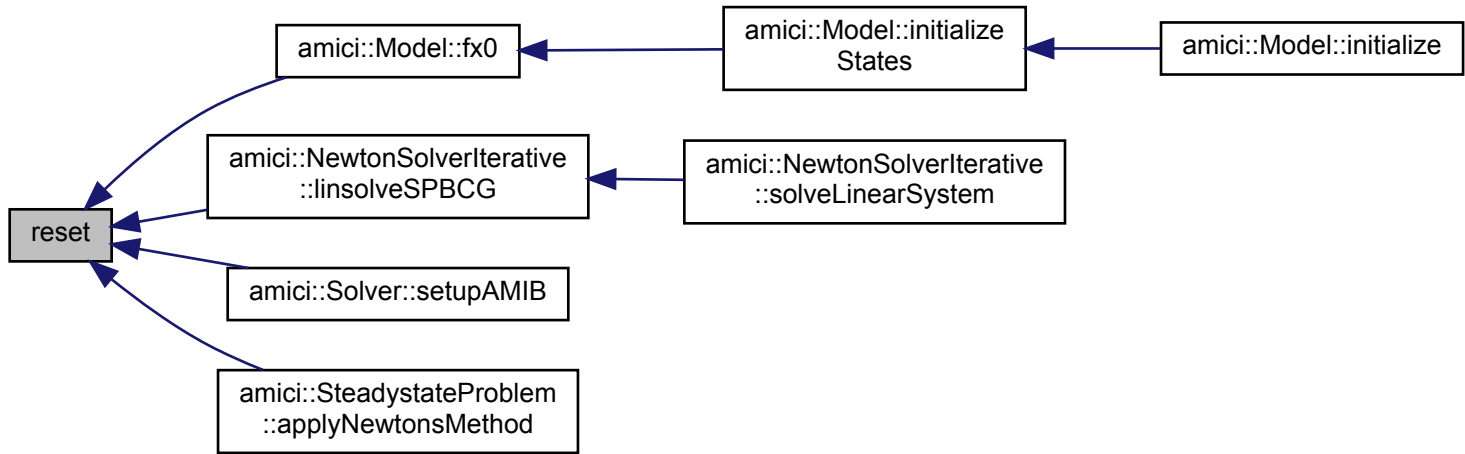 amici::Model::fx0
amici::Model::initialize
States
amici::Model::initialize
amici::NewtonSolverIterative
::linsolveSPBCG
amici::NewtonSolverIterative
::solveLinearSystem
reset
amici::Solver::setupAMIB
amici::SteadystateProblem
::applyNewtonsMethod